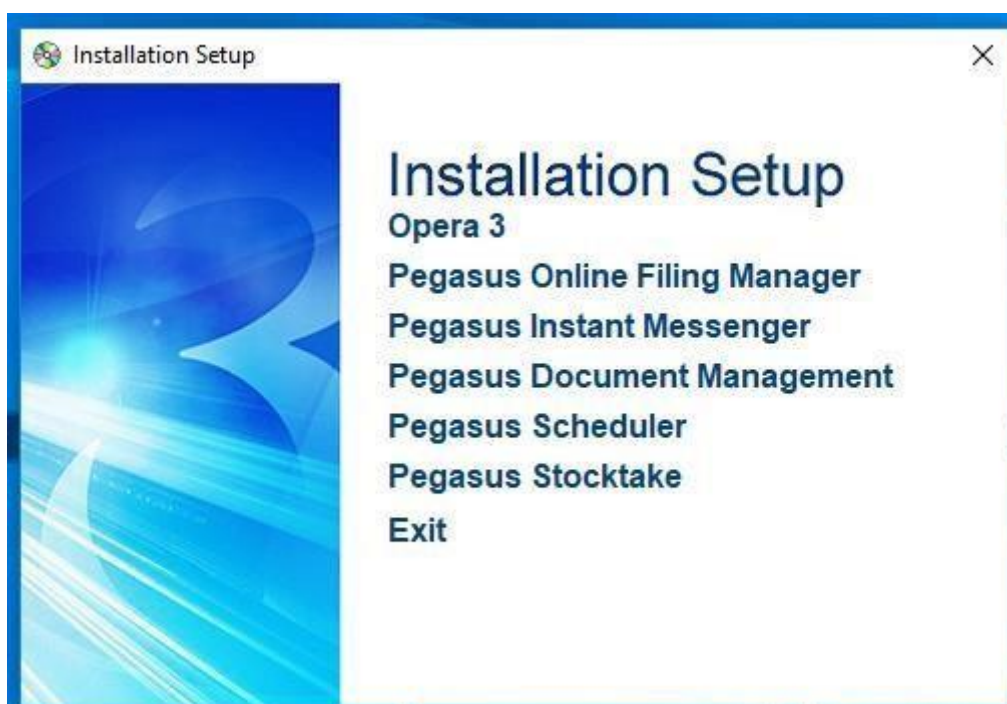 Installation Setup
Installation Setup
Opera 3
Pegasus Online Filing Manager
Pegasus Instant Messenger
Pegasus Document Management
Pegasus Scheduler
Pegasus Stocktake
Exit